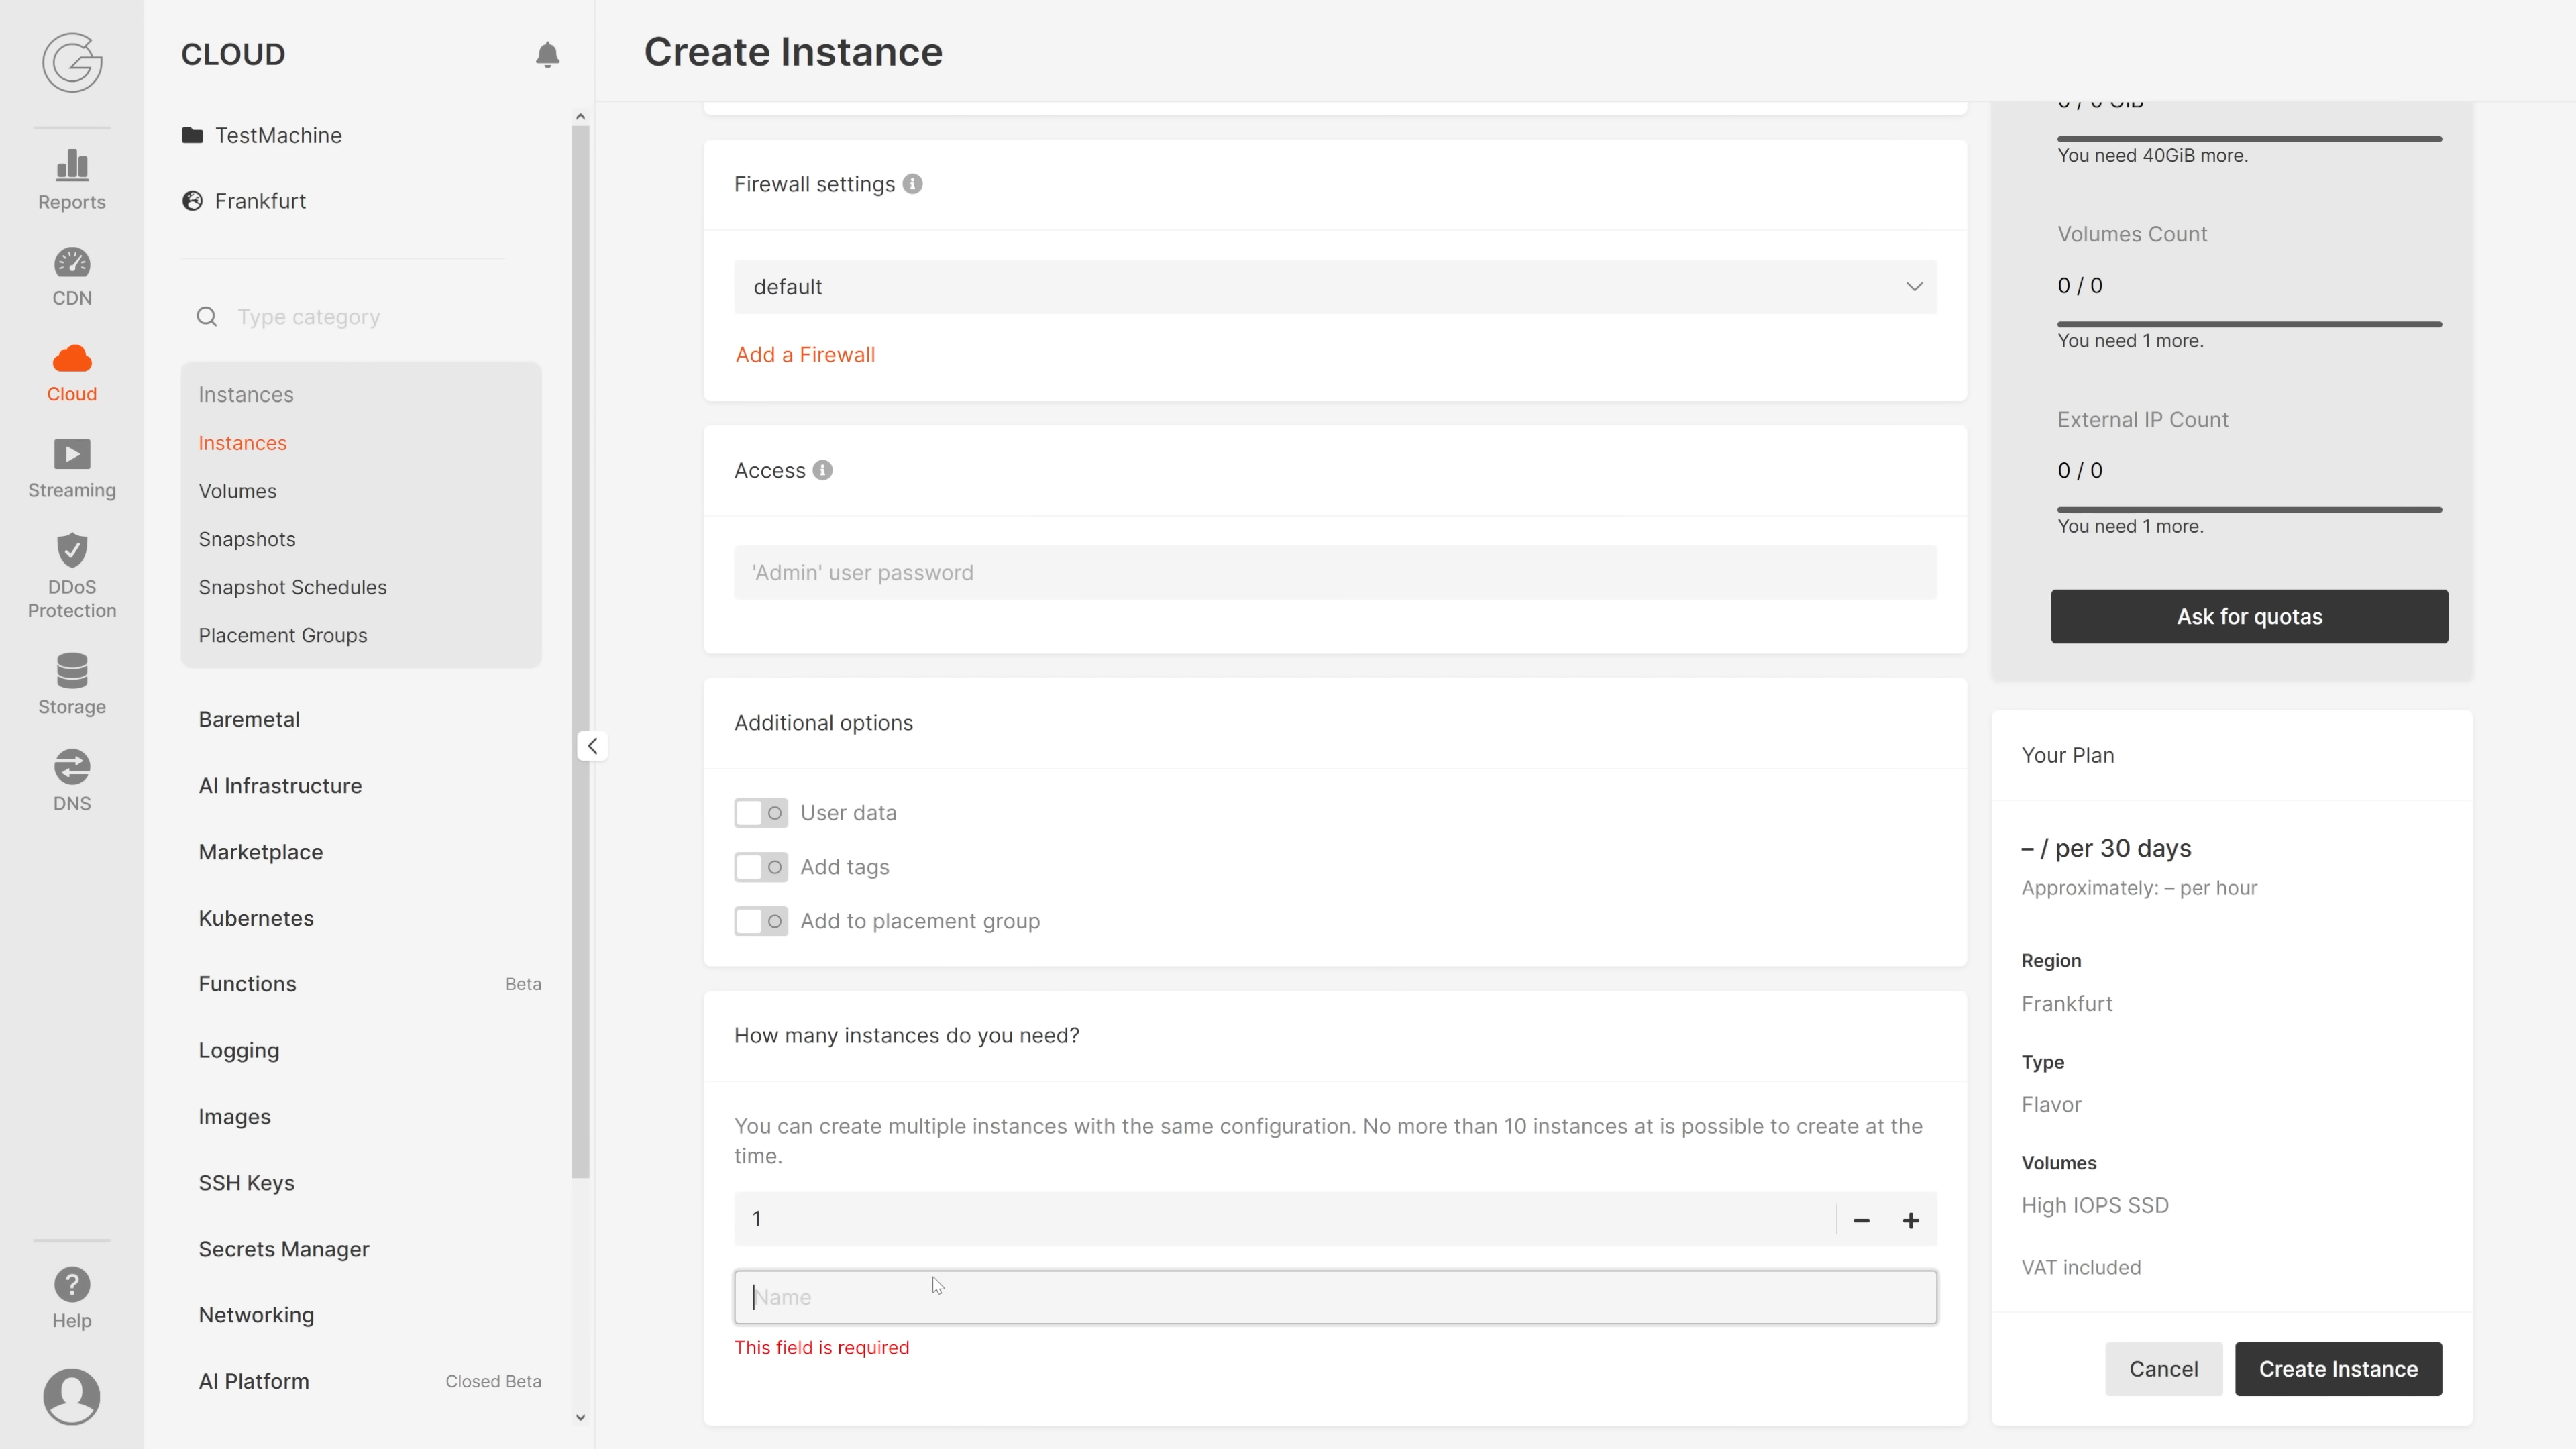 Reports
CDN
Cloud
Streaming
DDoS
Protection
Storage
DNS
Help
CLOUD
TestMachine
Frankfurt
Type category
Instances
Instances
Volumes
Snapshots
Snapshot Schedules
Placement Groups
Baremetal
AI Infrastructure
Marketplace
Kubernetes
Functions Beta
Logging
Images
SSH Keys
Secrets Manager
Networking
AI Platform Closed Beta
Create Instance
Firewall settings
default
Add a Firewall
Access
'Admin' user password
Additional options
User data
Add tags
Add to placement group
How many instances do you need?
You can create multiple instances with the same configuration. No more than 10 instances at is possible to create at the
time.
1
Name
This field is required
0 / 0 GiB
You need 40GiB more.
Volumes Count
0 / 0
You need 1 more.
External IP Count
0 / 0
You need 1 more.
Ask for quotas
Your Plan
– / per 30 days
Approximately: – per hour
Region
Frankfurt
Type
Flavor
Volumes
High IOPS SSD
VAT included
Cancel
Create Instance